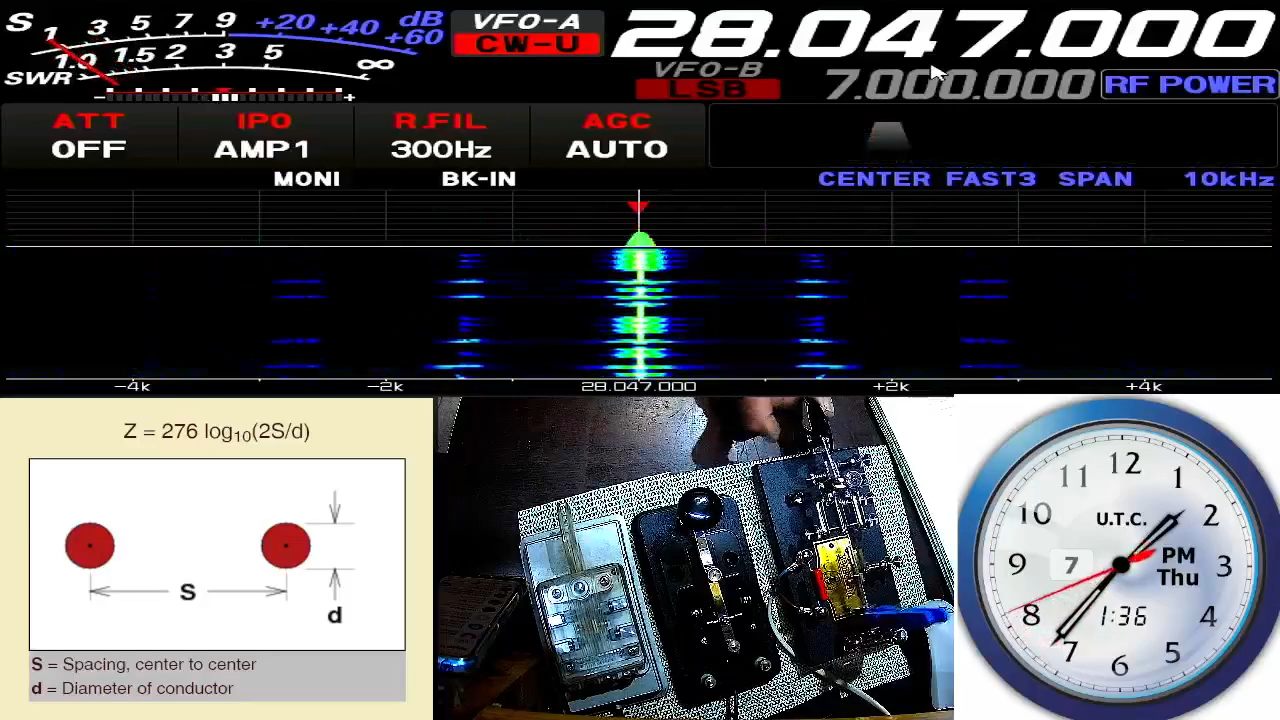 S 1 3 5 7 9 +20 +40 +60 dB
SWR 1.0 1.5 2 3 5 ∞
− +
VFO-A
CW-U
28.047.000
VFO-B
LSB
7.000.000
RF POWER
ATT IPO R.FIL AGC
OFF AMP1 300Hz AUTO
MONI BK-IN
CENTER FAST3 SPAN 10kHz
-4k -2k 28.047.000 +2k +4k
Z = 276 log₁₀(2S/d)
S
d
S = Spacing, center to center
d = Diameter of conductor
12 1 2 3 4 5 6 7 8 9 10 11
U.T.C.
7
PM
Thu
1:36